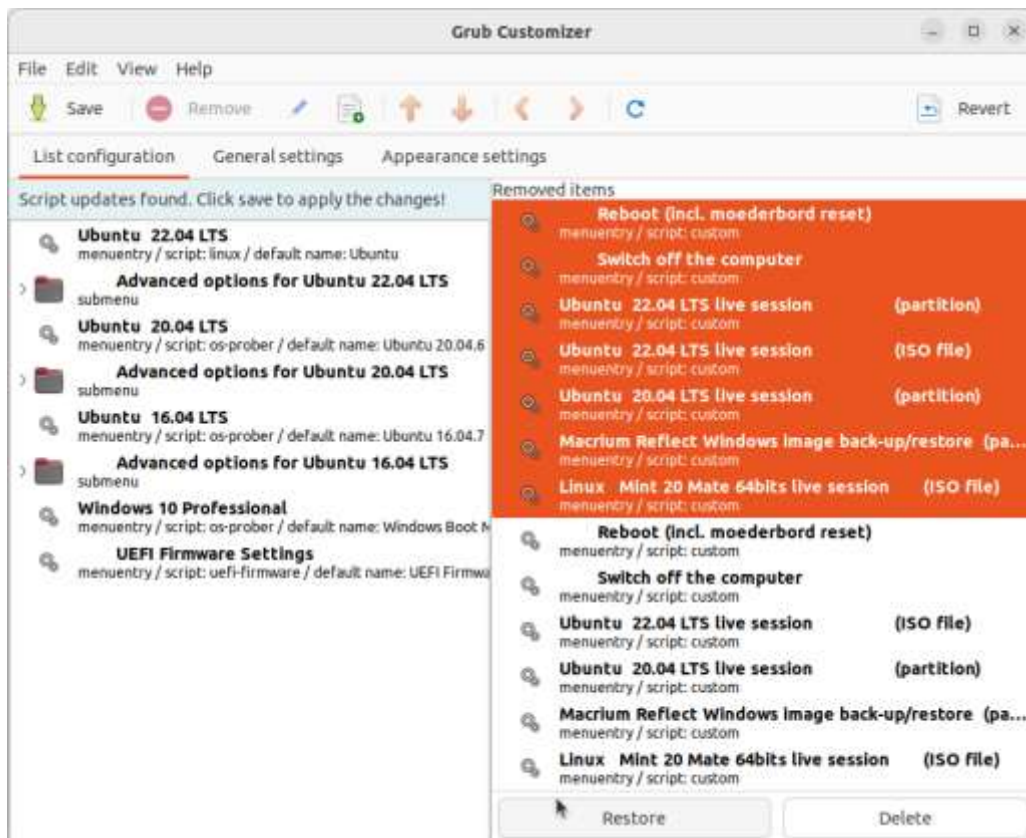 Grub Customizer
File Edit View Help
Save Remove Revert
List configuration General settings Appearance settings
Script updates found. Click save to apply the changes!
Ubuntu 22.04 LTS
menuentry / script: linux / default name: Ubuntu
Advanced options for Ubuntu 22.04 LTS
submenu
Ubuntu 20.04 LTS
menuentry / script: os-prober / default name: Ubuntu 20.04.6
Advanced options for Ubuntu 20.04 LTS
submenu
Ubuntu 16.04 LTS
menuentry / script: os-prober / default name: Ubuntu 16.04.7
Advanced options for Ubuntu 16.04 LTS
submenu
Windows 10 Professional
menuentry / script: os-prober / default name: Windows Boot M
UEFI Firmware Settings
menuentry / script: uefi-firmware / default name: UEFI Firmwa
Removed items
Reboot (incl. moederbord reset)
menuentry / script: custom
Switch off the computer
menuentry / script: custom
Ubuntu 22.04 LTS live session (partition)
menuentry / script: custom
Ubuntu 22.04 LTS live session (ISO file)
menuentry / script: custom
Ubuntu 20.04 LTS live session (partition)
menuentry / script: custom
Macrium Reflect Windows image back-up/restore (pa...
menuentry / script: custom
Linux Mint 20 Mate 64bits live session (ISO file)
menuentry / script: custom
Reboot (incl. moederbord reset)
menuentry / script: custom
Switch off the computer
menuentry / script: custom
Ubuntu 22.04 LTS live session (ISO file)
menuentry / script: custom
Ubuntu 20.04 LTS live session (partition)
menuentry / script: custom
Macrium Reflect Windows image back-up/restore (pa...
menuentry / script: custom
Linux Mint 20 Mate 64bits live session (ISO file)
menuentry / script: custom
Restore Delete